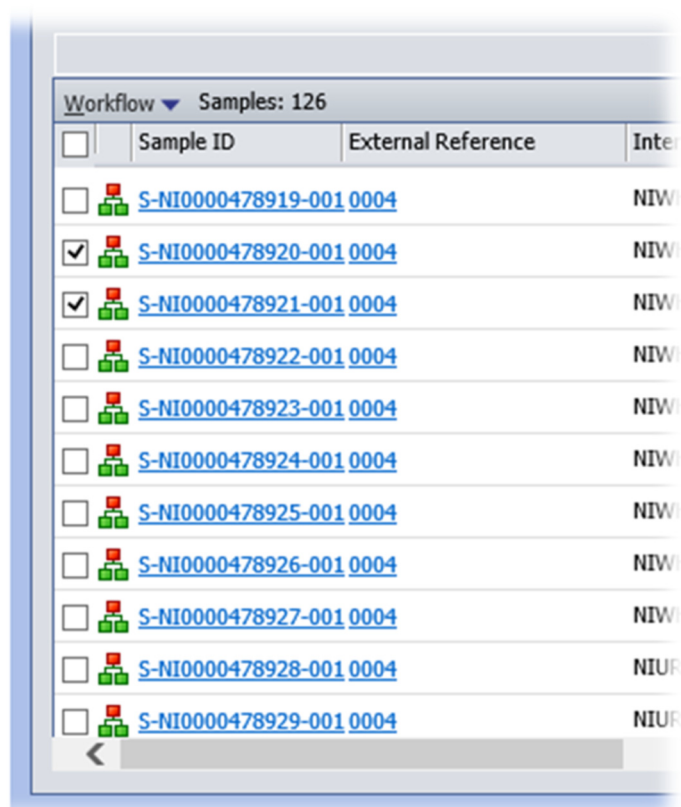 Workflow Samples: 126
Sample ID External Reference
S-NI0000478919-001 0004
S-NI0000478920-001 0004
S-NI0000478921-001 0004
S-NI0000478922-001 0004
S-NI0000478923-001 0004
S-NI0000478924-001 0004
S-NI0000478925-001 0004
S-NI0000478926-001 0004
S-NI0000478927-001 0004
S-NI0000478928-001 0004
S-NI0000478929-001 0004